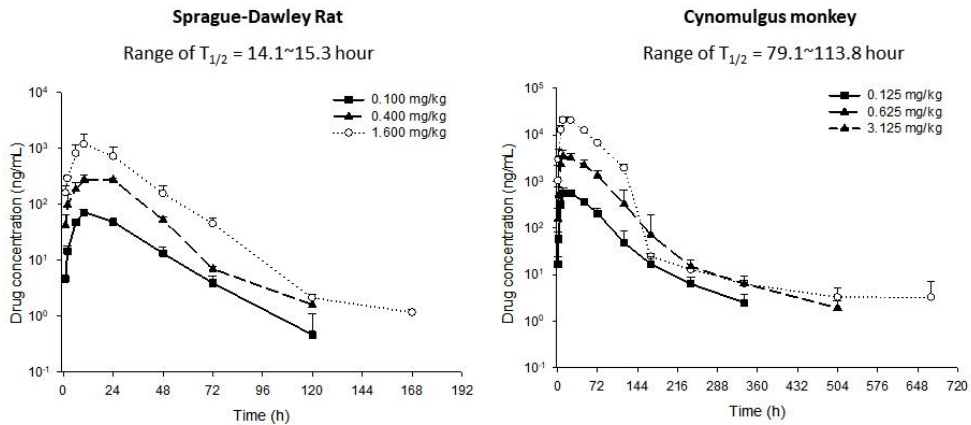 Sprague-Dawley Rat
Range of T1/2 = 14.1~15.3 hour
0.100 mg/kg
0.400 mg/kg
1.600 mg/kg
Drug concentration (ng/mL)
10⁴
10³
10²
10¹
10⁰
10⁻¹
0 24 48 72 96 120 144 168 192
Time (h)
Cynomulgus monkey
Range of T1/2 = 79.1~113.8 hour
0.125 mg/kg
0.625 mg/kg
3.125 mg/kg
Drug concentration (ng/mL)
10⁵
10⁴
10³
10²
10¹
10⁰
10⁻¹
0 72 144 216 288 360 432 504 576 648 720
Time (h)